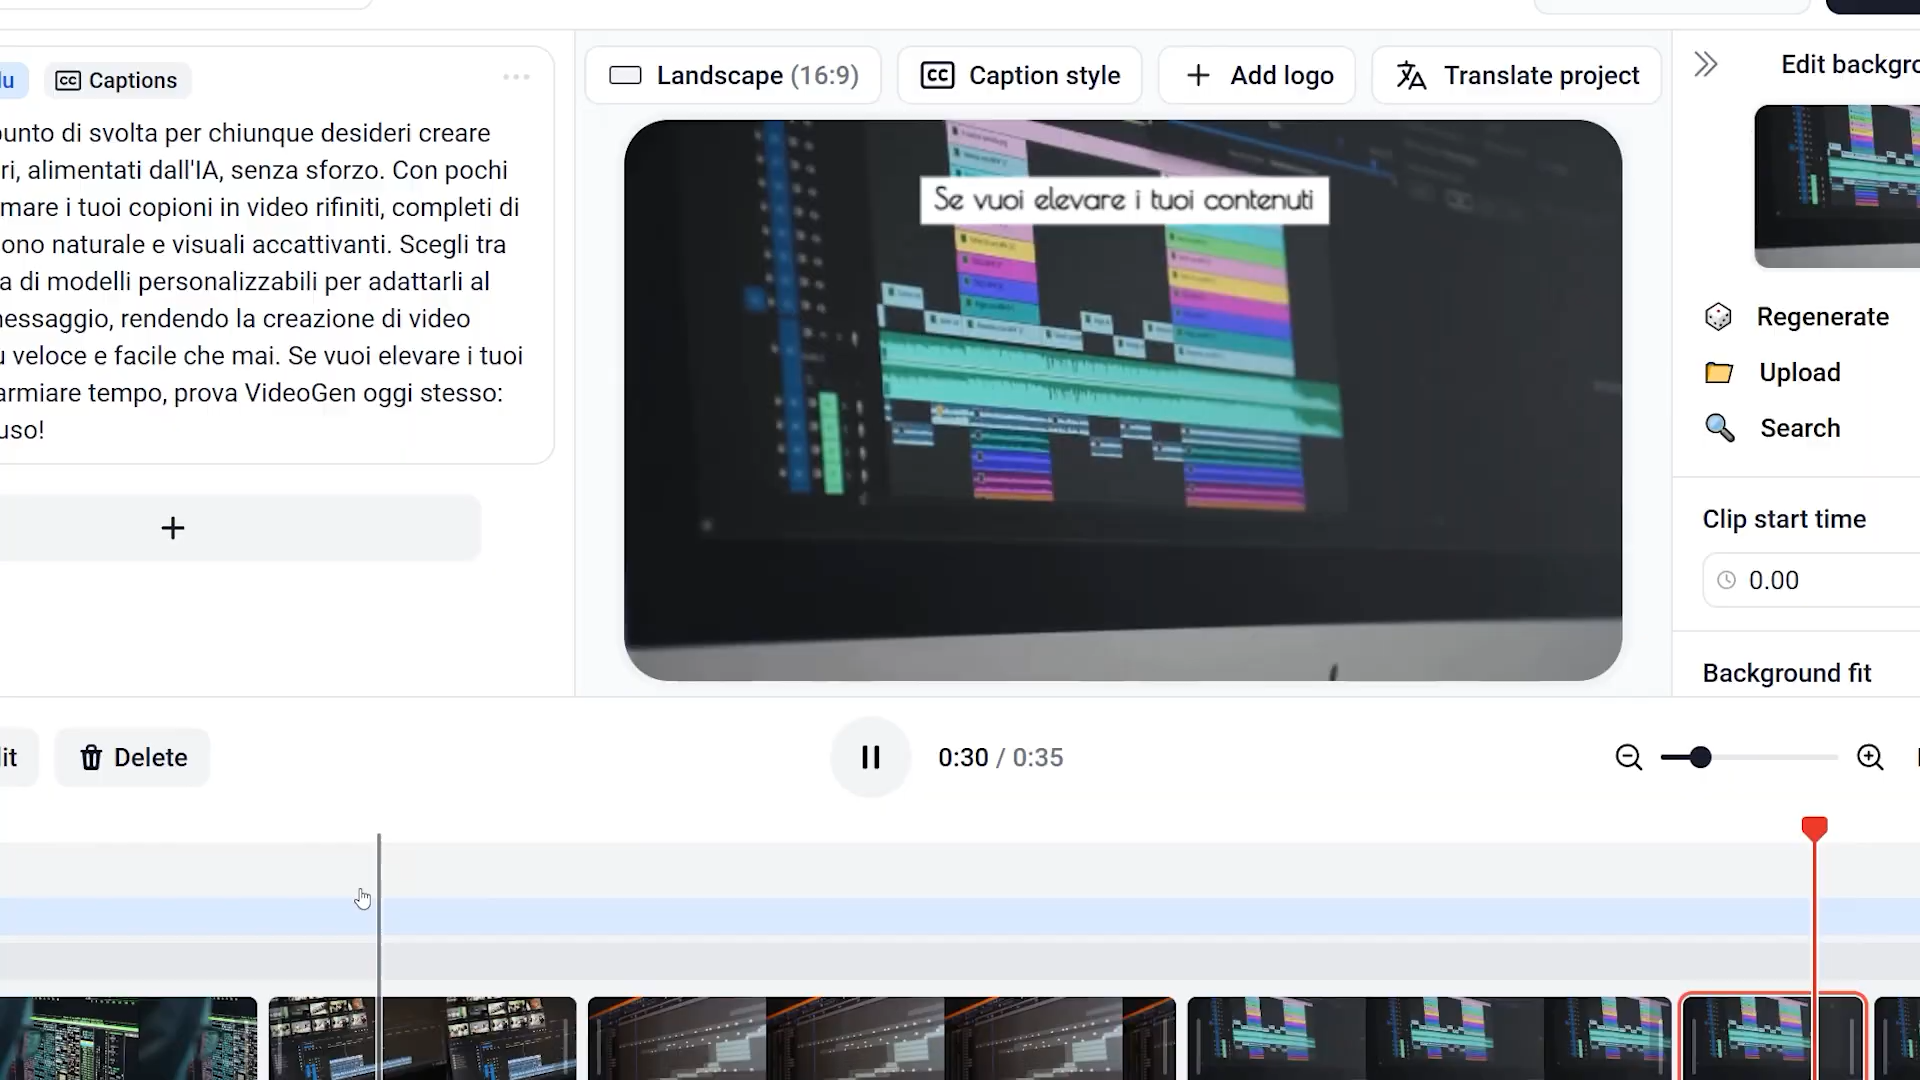 Captions
punto di svolta per chiunque desideri creare
ri, alimentati dall'IA, senza sforzo. Con pochi
mare i tuoi copioni in video rifiniti, completi di
ono naturale e visuali accattivanti. Scegli tra
a di modelli personalizzabili per adattarli al
messaggio, rendendo la creazione di video
veloce e facile che mai. Se vuoi elevare i tuoi
armiare tempo, prova VideoGen oggi stesso:
uso!
Landscape (16:9)
Caption style
Add logo
Translate project
Se vuoi elevare i tuoi contenuti
Edit backgro
Regenerate
Upload
Search
Clip start time
0.00
Background fit
it
Delete
0:30 / 0:35